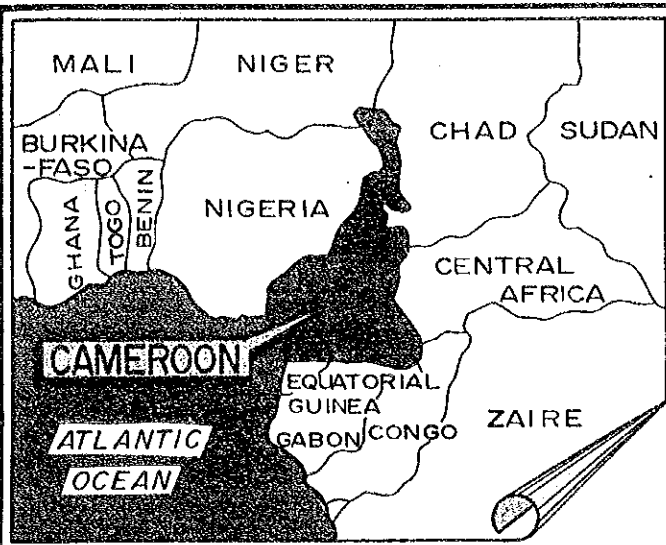 MALI
NIGER
CHAD
SUDAN
BURKINA
-FASO
GHANA
TOGO
BENIN
NIGERIA
CENTRAL
AFRICA
CAMEROON
EQUATORIAL
GUINEA
GABON
CONGO
ZAIRE
ATLANTIC
OCEAN